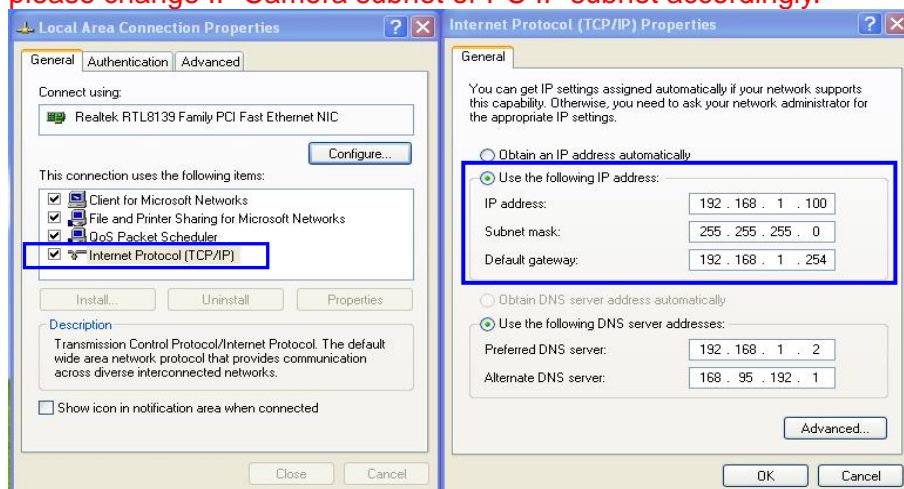 please change IP Camera subnet or PC IP subnet accordingly.
Local Area Connection Properties
General Authentication Advanced
Connect using:
Realtek RTL8139 Family PCI Fast Ethernet NIC
Configure...
This connection uses the following items:
Client for Microsoft Networks
File and Printer Sharing for Microsoft Networks
QoS Packet Scheduler
Internet Protocol (TCP/IP)
Install... Uninstall Properties
Description
Transmission Control Protocol/Internet Protocol. The default
wide area network protocol that provides communication
across diverse interconnected networks.
Show icon in notification area when connected
Close Cancel
Internet Protocol (TCP/IP) Properties
General
You can get IP settings assigned automatically if your network supports
this capability. Otherwise, you need to ask your network administrator for
the appropriate IP settings.
Obtain an IP address automatically
Use the following IP address:
IP address: 192 . 168 . 1 . 100
Subnet mask: 255 . 255 . 255 . 0
Default gateway: 192 . 168 . 1 . 254
Obtain DNS server address automatically
Use the following DNS server addresses:
Preferred DNS server: 192 . 168 . 1 . 2
Alternate DNS server: 168 . 95 . 192 . 1
Advanced...
OK Cancel